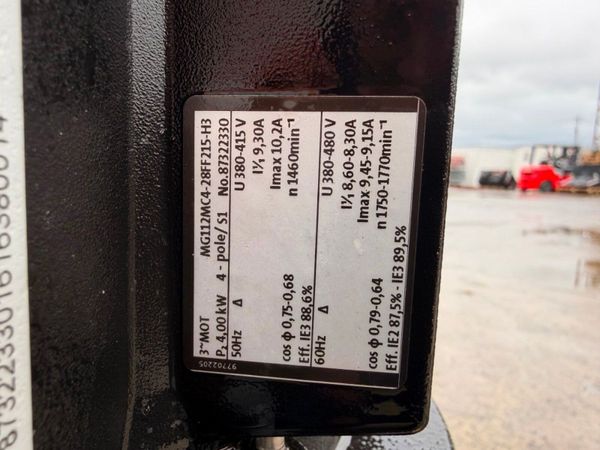 3~MOT MG112MC4-28FF215-H3
P₂ 4,00 kW 4 - pole/ S1 No.87322330
50Hz Δ U 380-415 V
I¹/₁ 9,30A
Imax 10,2A
cos φ 0,75-0,68 n 1460min⁻¹
Eff. IE3 88,6%
60Hz Δ U 380-480 V
I¹/₁ 8,60-8,30A
Imax 9,45-9,15A
cos φ 0,79-0,64 n 1750-1770min⁻¹
Eff. IE2 87,5% - IE3 89,5%
97702205